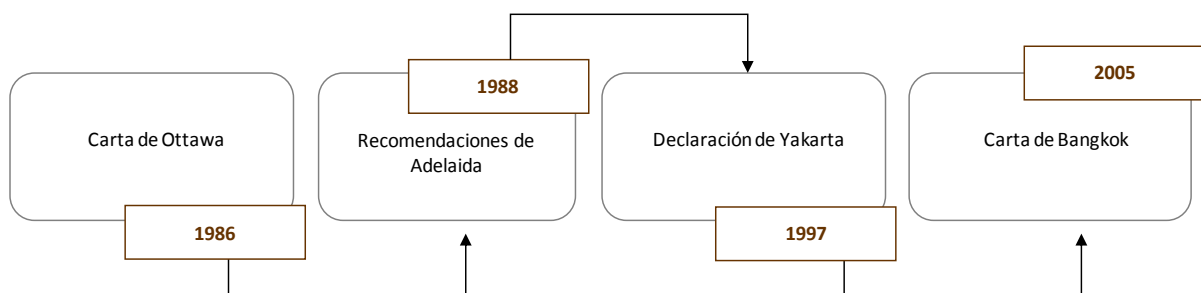 Carta de Ottawa
1986
1988
Recomendaciones de
Adelaida
Declaración de Yakarta
1997
2005
Carta de Bangkok